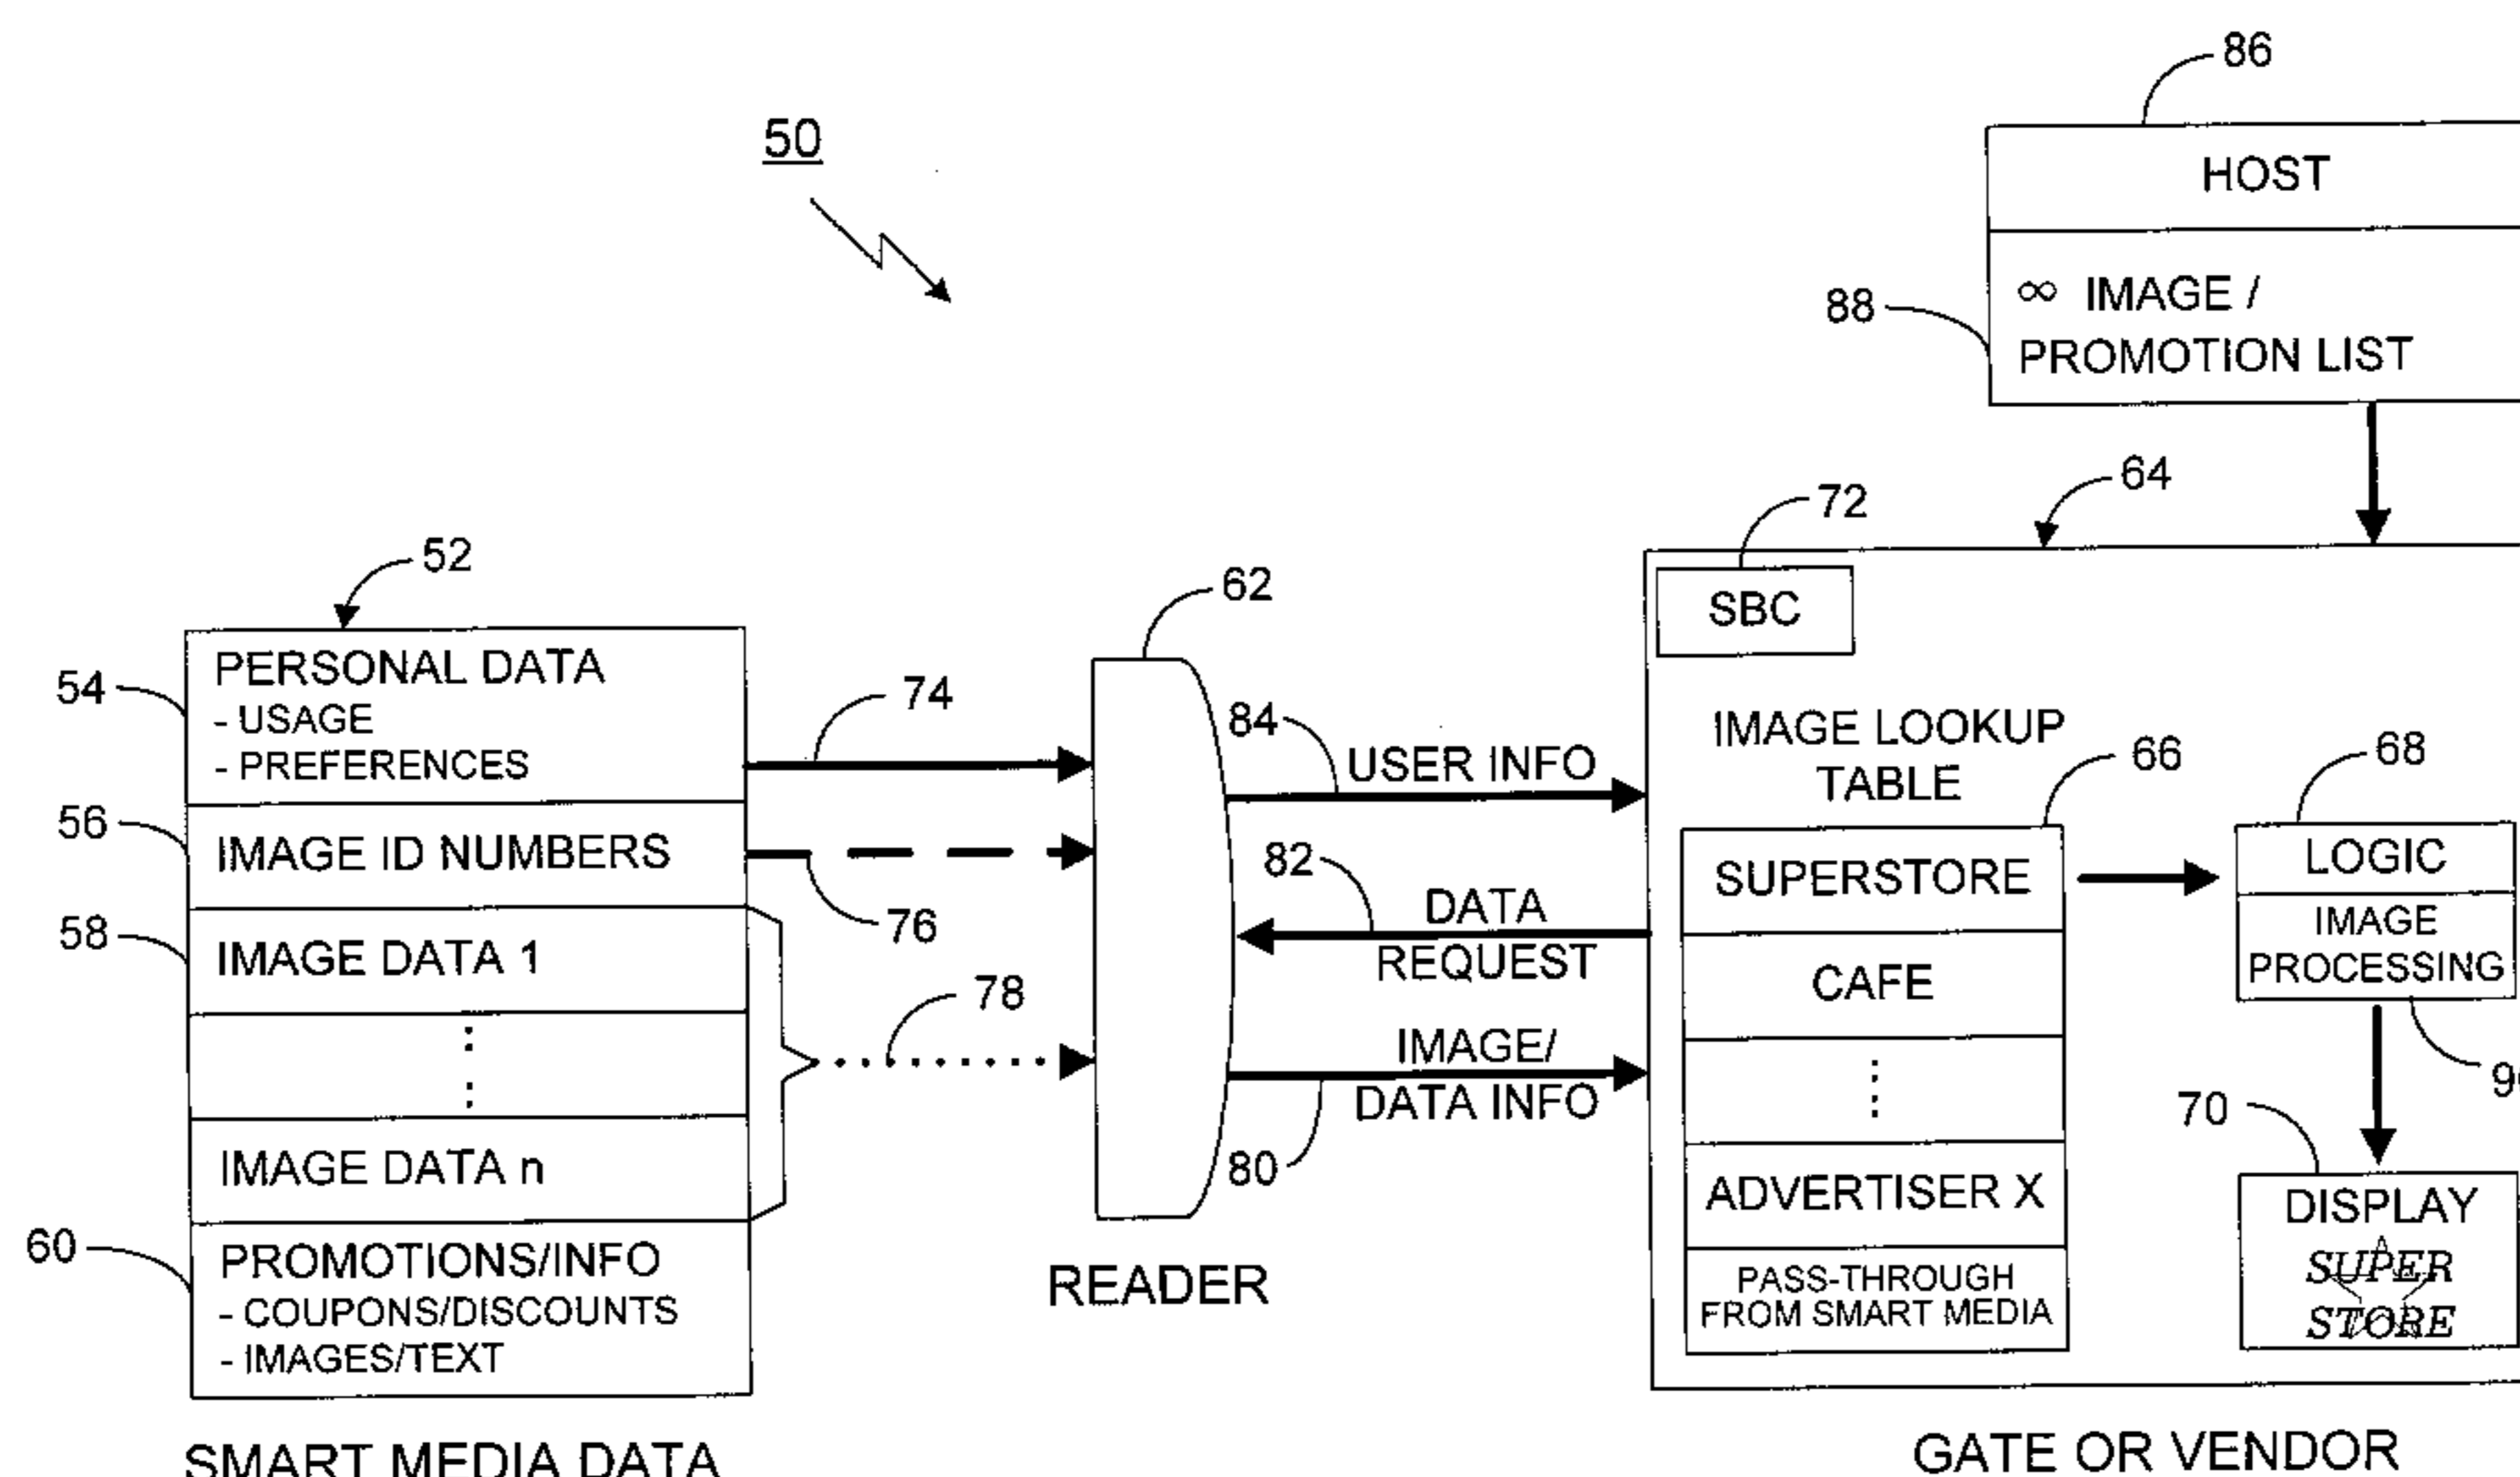 86
50
HOST
88
∞ IMAGE /
PROMOTION LIST
64
72
52
SBC
62
PERSONAL DATA
- USAGE
- PREFERENCES
54
74
84
USER INFO
IMAGE LOOKUP
TABLE
66
68
56
IMAGE ID NUMBERS
76
82
DATA
REQUEST
SUPERSTORE
LOGIC
IMAGE
PROCESSING
58
IMAGE DATA 1
CAFE
78
IMAGE/
DATA INFO
80
70
IMAGE DATA n
ADVERTISER X
DISPLAY
SUPER
STORE
60
PROMOTIONS/INFO
- COUPONS/DISCOUNTS
- IMAGES/TEXT
READER
PASS-THROUGH
FROM SMART MEDIA
SMART MEDIA DATA
GATE OR VENDOR